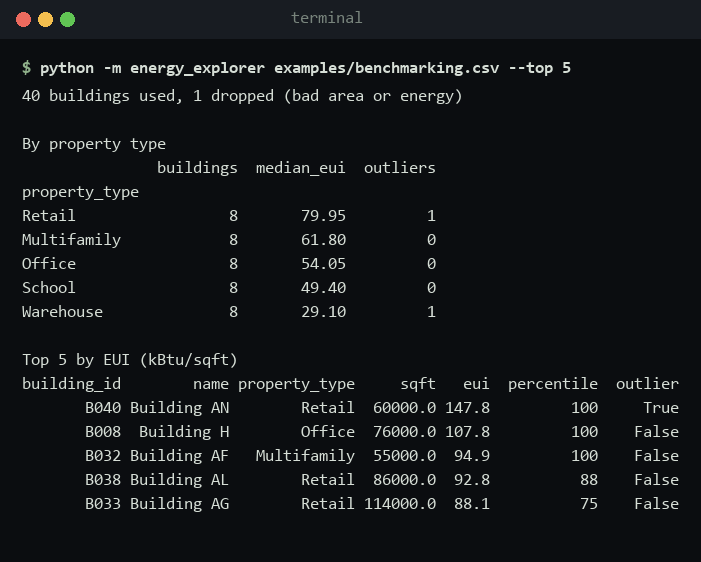 terminal
$ python -m energy_explorer examples/benchmarking.csv --top 5
40 buildings used, 1 dropped (bad area or energy)
By property type
buildings median_eui outliers
property_type
Retail 8 79.95 1
Multifamily 8 61.80 0
Office 8 54.05 0
School 8 49.40 0
Warehouse 8 29.10 1
Top 5 by EUI (kBtu/sqft)
building_id name property_type sqft eui percentile outlier
B040 Building AN Retail 60000.0 147.8 100 True
B008 Building H Office 76000.0 107.8 100 False
B032 Building AF Multifamily 55000.0 94.9 100 False
B038 Building AL Retail 86000.0 92.8 88 False
B033 Building AG Retail 114000.0 88.1 75 False